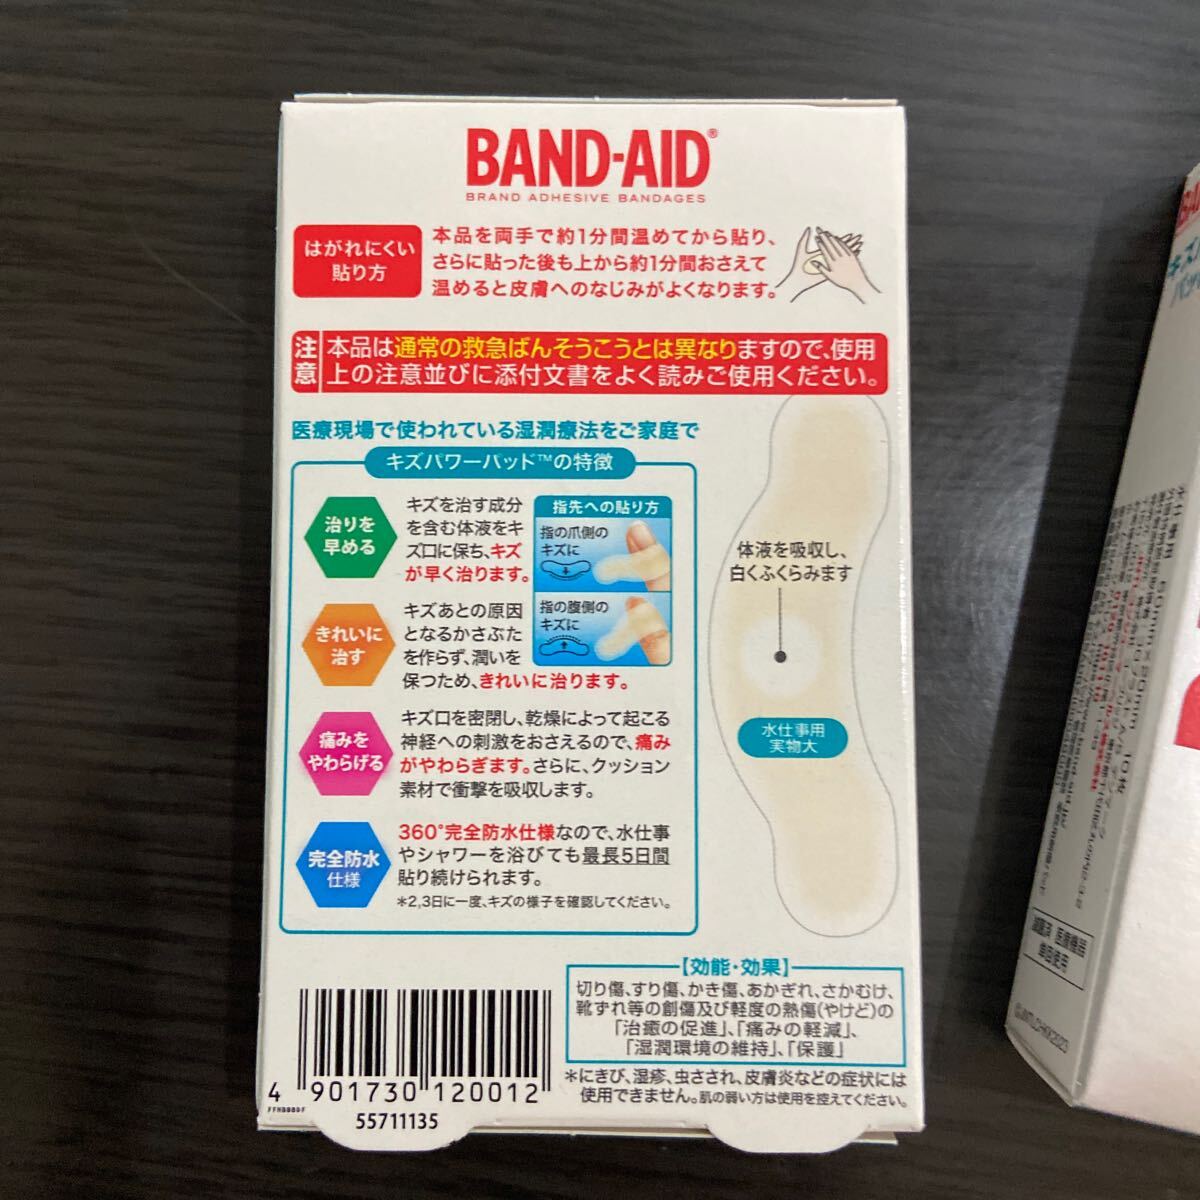 BAND-AID®
BRAND ADHESIVE BANDAGES
はがれにくい
貼り方
本品を両手で約1分間温めてから貼り、
さらに貼った後も上から約1分間おさえて
温めると皮膚へのなじみがよくなります。
注意
本品は通常の救急ばんそうこうとは異なりますので、使用
上の注意並びに添付文書をよく読みご使用ください。
医療現場で使われている湿潤療法をご家庭で
キズパワーパッド™の特徴
治りを
早める
キズを治す成分
を含む体液をキ
ズ口に保ち、キズ
が早く治ります。
指先への貼り方
指の爪側の
キズに
指の腹側の
キズに
きれいに
治す
キズあとの原因
となるかさぶた
を作らず、潤いを
保つため、きれいに治ります。
痛みを
やわらげる
キズ口を密閉し、乾燥によって起こる
神経への刺激をおさえるので、痛み
がやわらぎます。さらに、クッション
素材で衝撃を吸収します。
完全防水
仕様
360°完全防水仕様なので、水仕事
やシャワーを浴びても最長5日間
貼り続けられます。
*2,3日に一度、キズの様子を確認してください。
体液を吸収し、
白くふくらみます
水仕事用
実物大
【効能・効果】
切り傷、すり傷、かき傷、あかぎれ、さかむけ、
靴ずれ等の創傷及び軽度の熱傷(やけど)の
「治癒の促進」、「痛みの軽減」、
「湿潤環境の維持」、「保護」
*にきび、湿疹、虫さされ、皮膚炎などの症状には
使用できません。肌の弱い方は使用を控えてください。
4 901730 120012
55711135
滅菌済 医療機器
単回使用
©JNTLCHKK2023